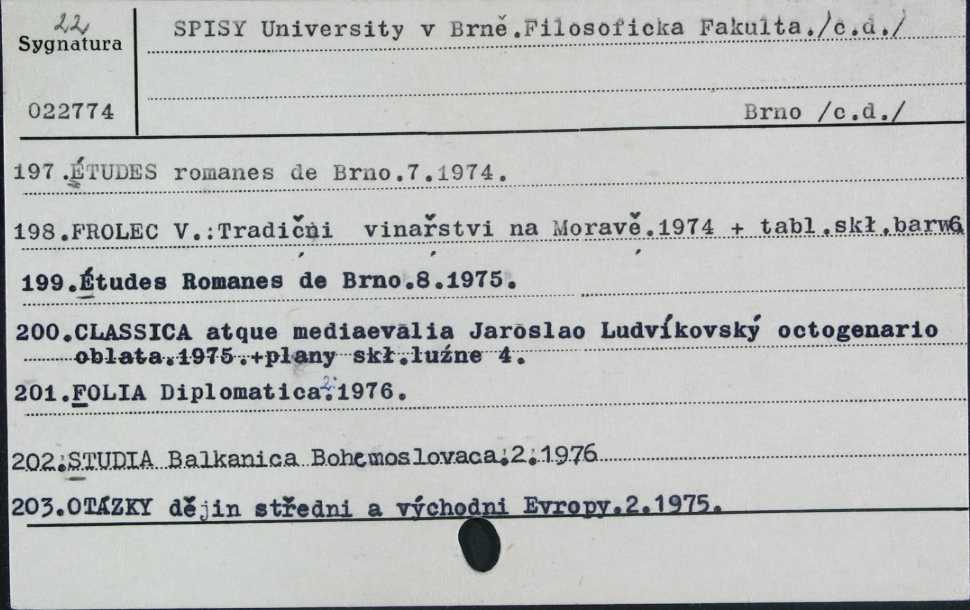 22
Sygnatura
SPISY University v Brně.Filosoficka Fakulta./c.d./
022774
Brno /c.d./
197.ÉTUDES romanes de Brno.7.1974.
198.FROLEC V.:Tradični vinařstvi na Moravě.1974 + tabl.skł.barw6
199.Études Romanes de Brno.8.1975.
200.CLASSICA atque mediaevalia Jaroslao Ludvíkovský octogenario
oblata.1975.+plany skł.luźne 4.
201.FOLIA Diplomatica.2.1976.
202.STUDIA Balkanica Bohemoslovaca.2.1976
203.OTÁZKY dějin středni a východni Evropy.2.1975.